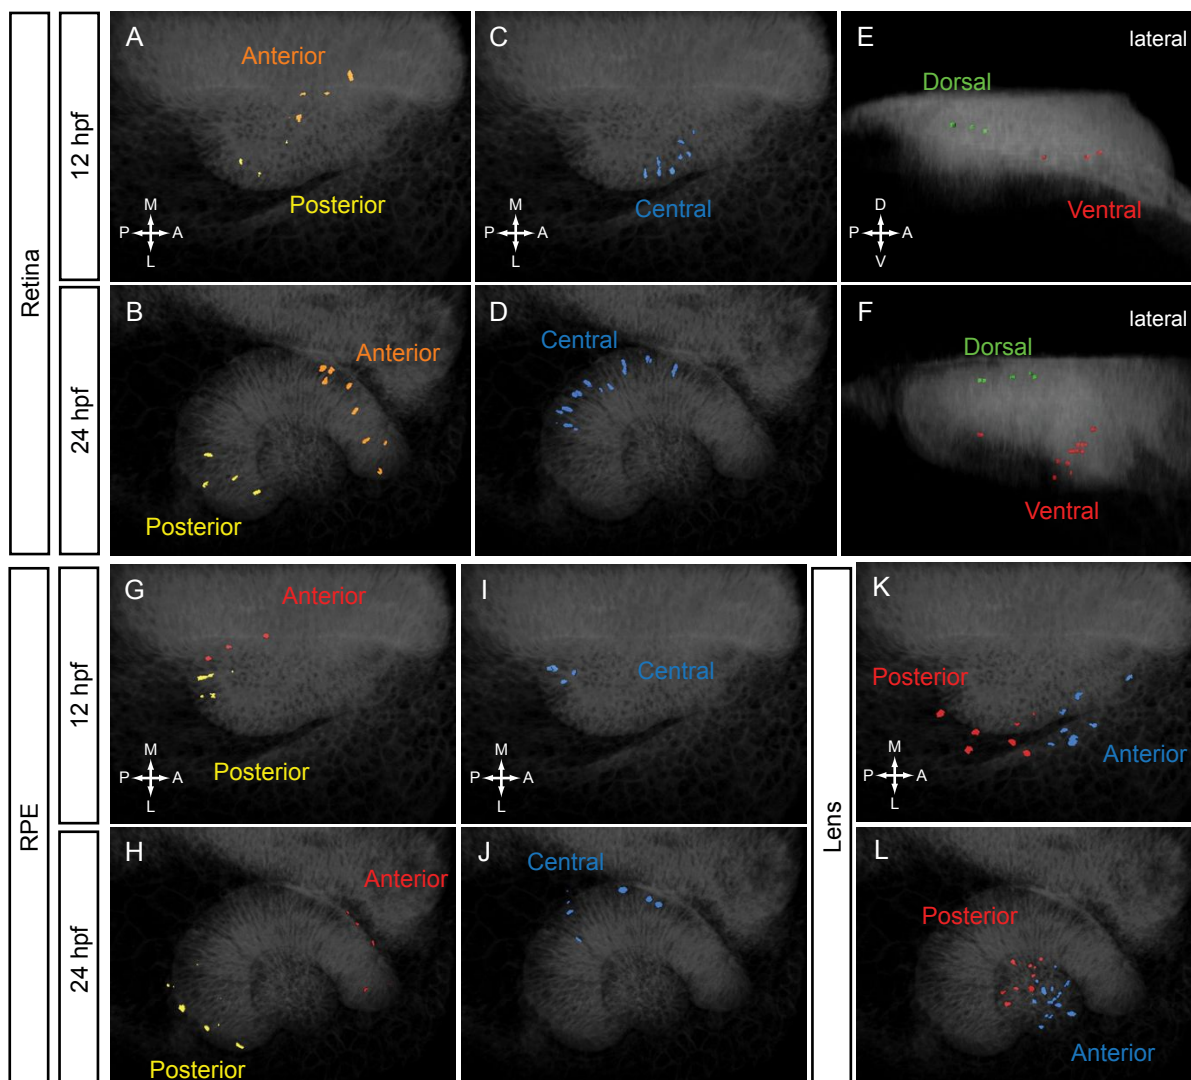 Retina
12 hpf
A
Anterior
Posterior
M
P A
L
C
Central
M
P A
L
E
lateral
Dorsal
Ventral
D
P A
V
24 hpf
B
Anterior
Posterior
D
Central
F
lateral
Dorsal
Ventral
RPE
12 hpf
G
Anterior
Posterior
M
P A
L
I
Central
M
P A
L
24 hpf
H
Anterior
Posterior
J
Central
Lens
K
Posterior
Anterior
M
P A
L
L
Posterior
Anterior